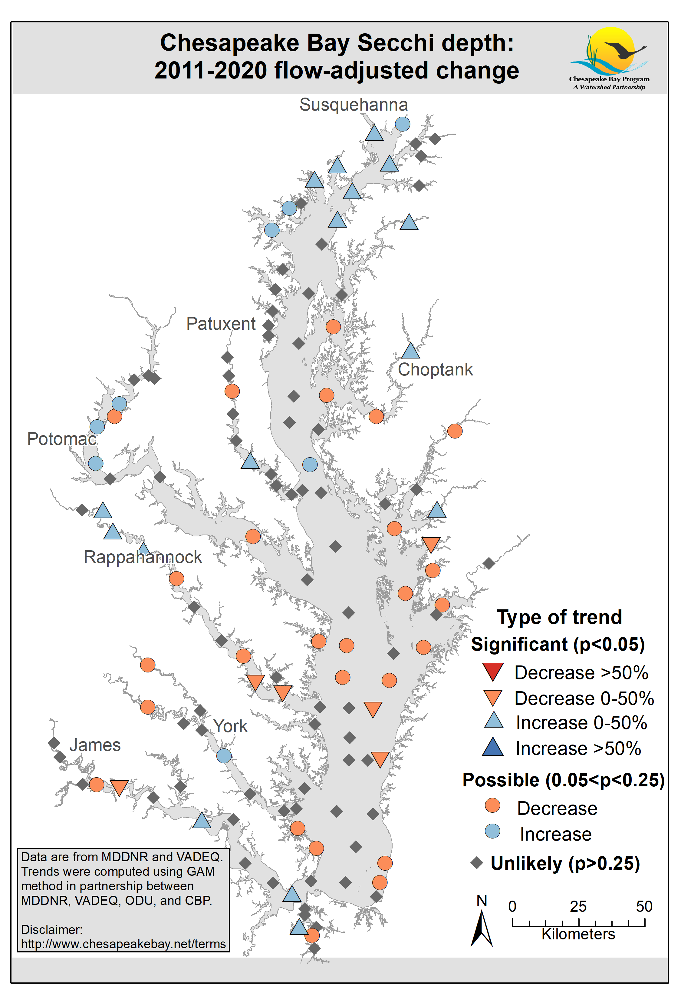 Chesapeake Bay Secchi depth:
2011-2020 flow-adjusted change
Chesapeake Bay Program
A Watershed Partnership
Susquehanna
Patuxent
Choptank
Potomac
Rappahannock
York
James
Type of trend
Significant (p<0.05)
Decrease >50%
Decrease 0-50%
Increase 0-50%
Increase >50%
Possible (0.05<p<0.25)
Decrease
Increase
Unlikely (p>0.25)
Data are from MDDNR and VADEQ.
Trends were computed using GAM
method in partnership between
MDDNR, VADEQ, ODU, and CBP.
Disclaimer:
http://www.chesapeakebay.net/terms
N
0 25 50
Kilometers